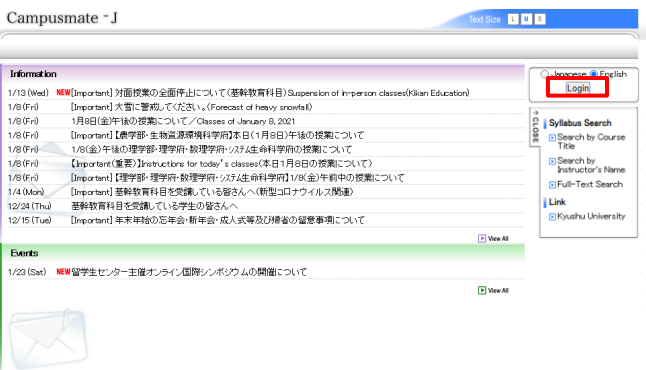 Campusmate-J
Text Size L M S
Information
Japanese English
Login
1/13(Wed) NEW [Important] 対面授業の全面停止について(基幹教育科目)Suspension of in-person classes(Kikan Education)
1/8(Fri) [Important] 大雪に警戒してください。(Forecast of heavy snowfall)
1/8(Fri) 1月8日(金)午後の授業について/Classes of January 8, 2021
1/8(Fri) [Important] 【農学部・生物資源環境科学府】本日(1月8日)午後の授業について
1/8(Fri) 1/8(金)午後の理学部・理学府・数理学府・システム生命科学府の授業について
1/8(Fri) 【Important(重要)】Instructions for today's classes(本日1月8日の授業について)
1/8(Fri) [Important] 【理学部・理学府・数理学府・システム生命科学府】1/8(金)午前中の授業について
1/4(Mon) [Important] 基幹教育科目を受講している皆さんへ(新型コロナウイルス関連)
12/24(Thu) 基幹教育科目を受講している学生の皆さんへ
12/15(Tue) [Important] 年末年始の忘年会・新年会・成人式等及び帰省の留意事項について
View All
CLOSE
Syllabus Search
Search by Course
Title
Search by
Instructor's Name
Full-Text Search
Link
Kyushu University
Events
1/23(Sat) NEW 留学生センター主催オンライン国際シンポジウムの開催について
View All